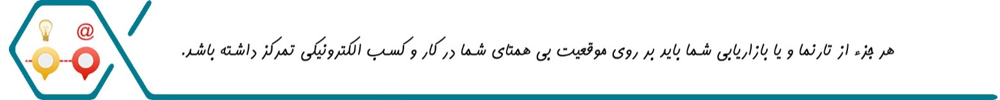 @
هر جزء از تارنما و یا بازاریابی شما باید بر روی موقعیت بی همتای شما در کار و کسب الکترونیکی تمرکز داشته باشد.